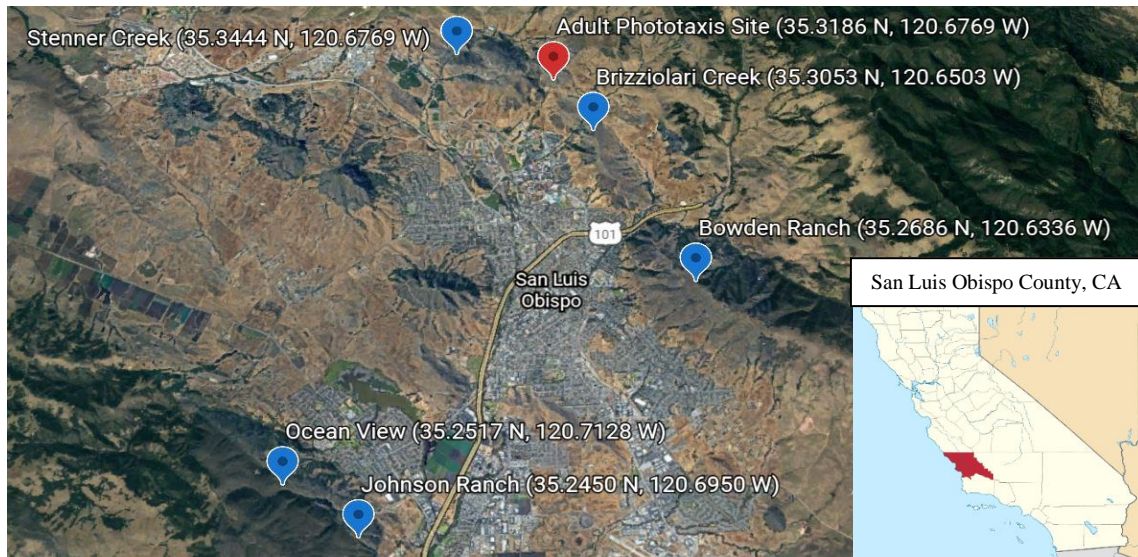 Stenner Creek (35.3444 N, 120.6769 W)
Adult Phototaxis Site (35.3186 N, 120.6769 W)
Brizziolari Creek (35.3053 N, 120.6503 W)
101
Bowden Ranch (35.2686 N, 120.6336 W)
San Luis
Obispo
San Luis Obispo County, CA
Ocean View (35.2517 N, 120.7128 W)
Johnson Ranch (35.2450 N, 120.6950 W)